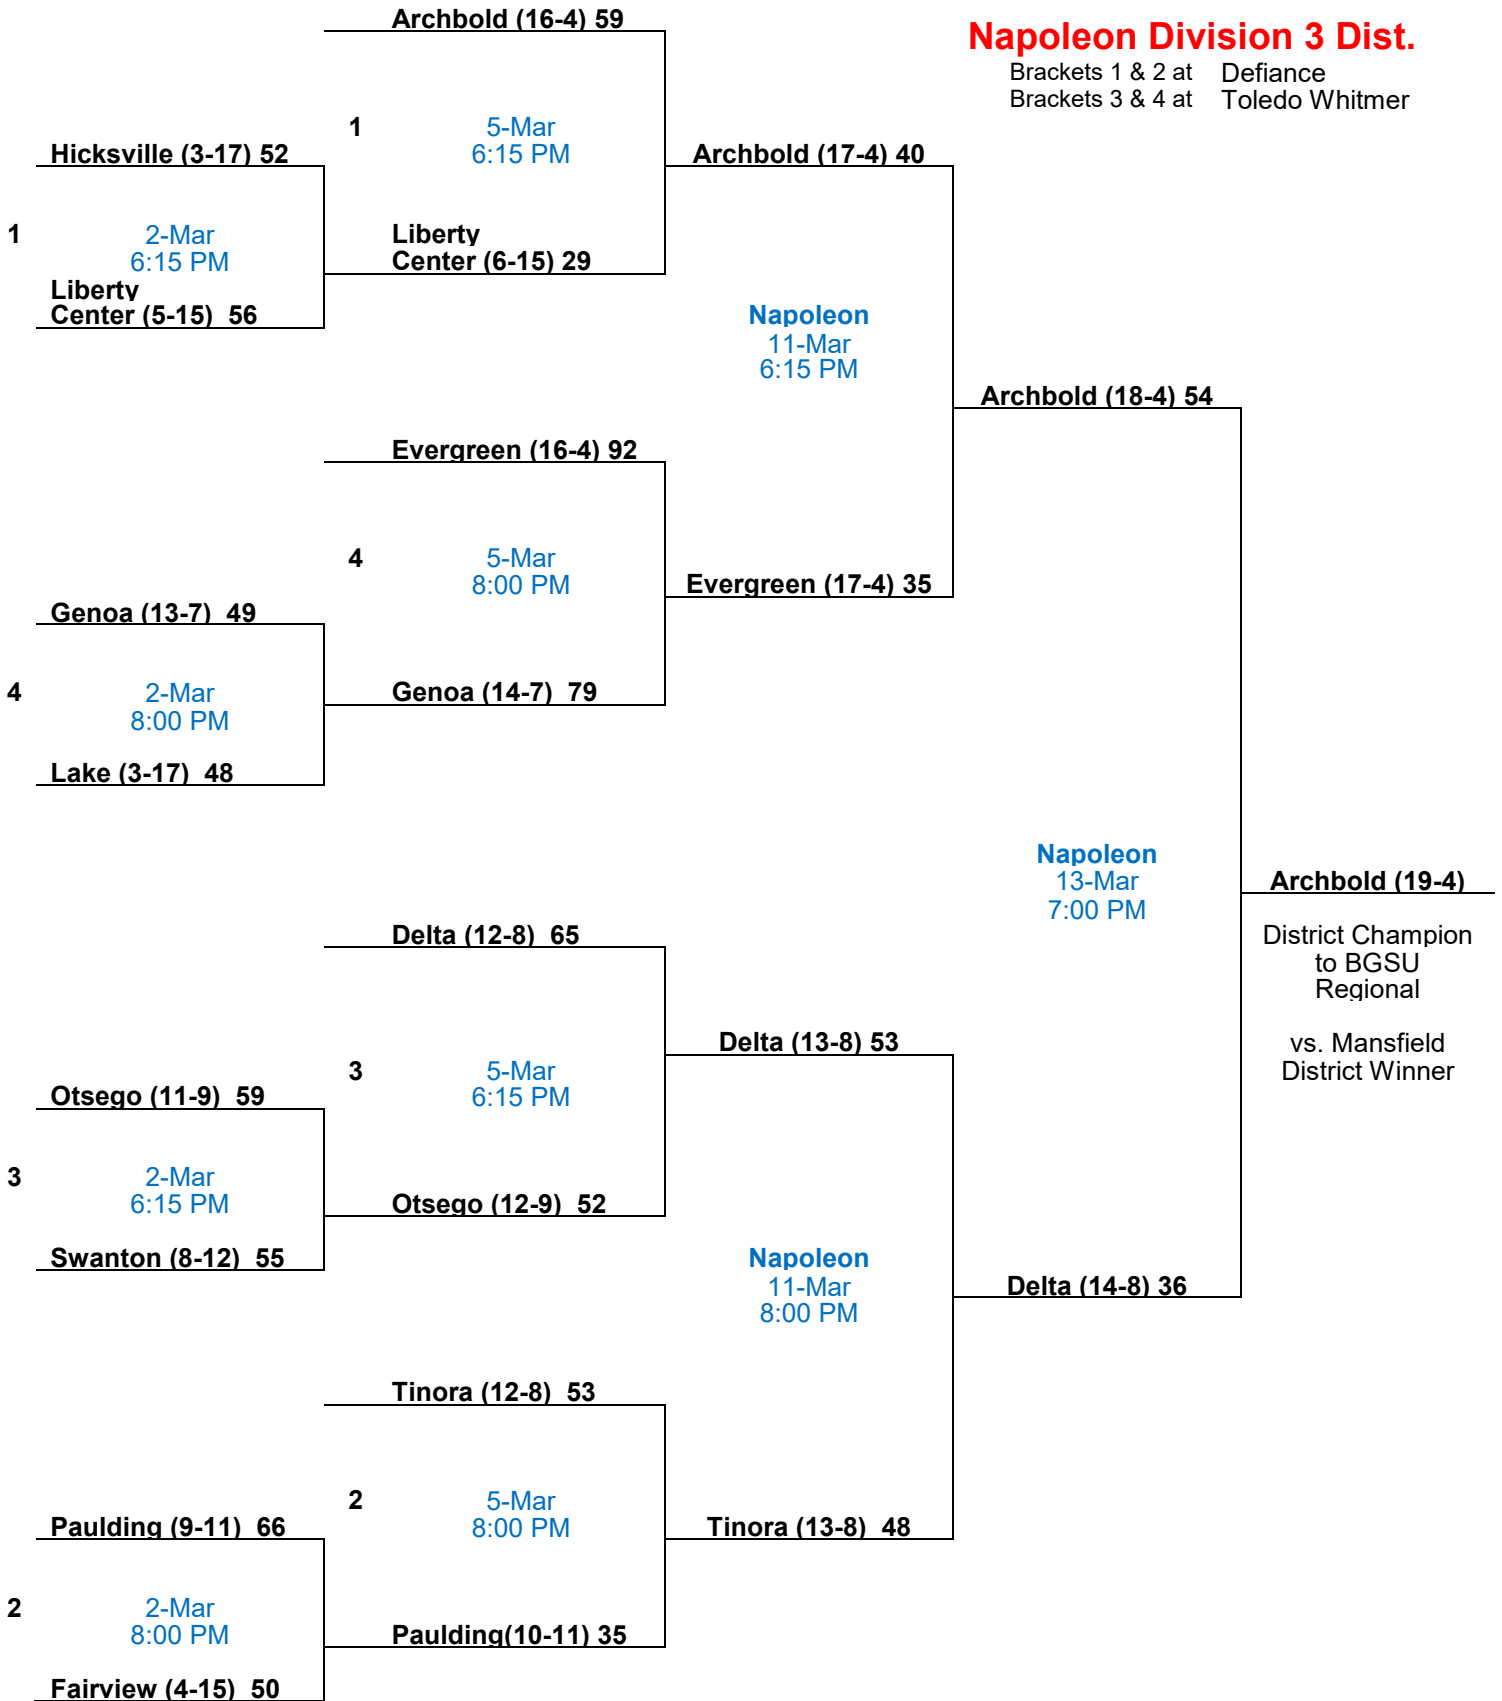 Archbold (16-4) 59
Napoleon Division 3 Dist.
Brackets 1 & 2 at Defiance
Brackets 3 & 4 at Toledo Whitmer
1 5-Mar
6:15 PM
Hicksville (3-17) 52
Archbold (17-4) 40
1 2-Mar
6:15 PM
Liberty
Center (6-15) 29
Liberty
Center (5-15) 56
Napoleon
11-Mar
6:15 PM
Archbold (18-4) 54
Evergreen (16-4) 92
4 5-Mar
8:00 PM
Evergreen (17-4) 35
Genoa (13-7) 49
4 2-Mar
8:00 PM
Genoa (14-7) 79
Lake (3-17) 48
Napoleon
13-Mar
7:00 PM
Archbold (19-4)
District Champion
to BGSU
Regional
vs. Mansfield
District Winner
Delta (12-8) 65
Delta (13-8) 53
3 5-Mar
6:15 PM
Otsego (11-9) 59
3 2-Mar
6:15 PM
Otsego (12-9) 52
Swanton (8-12) 55
Napoleon
11-Mar
8:00 PM
Delta (14-8) 36
Tinora (12-8) 53
2 5-Mar
8:00 PM
Paulding (9-11) 66
Tinora (13-8) 48
2 2-Mar
8:00 PM
Paulding(10-11) 35
Fairview (4-15) 50